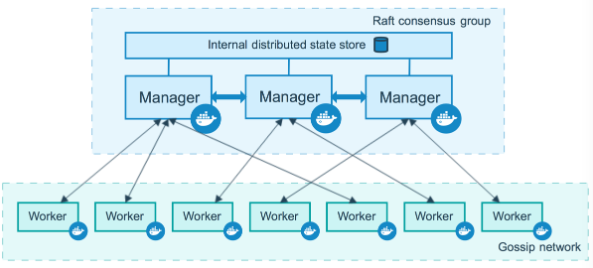 Raft consensus group
Internal distributed state store
Manager Manager Manager
Worker Worker Worker Worker Worker Worker Worker
Gossip network